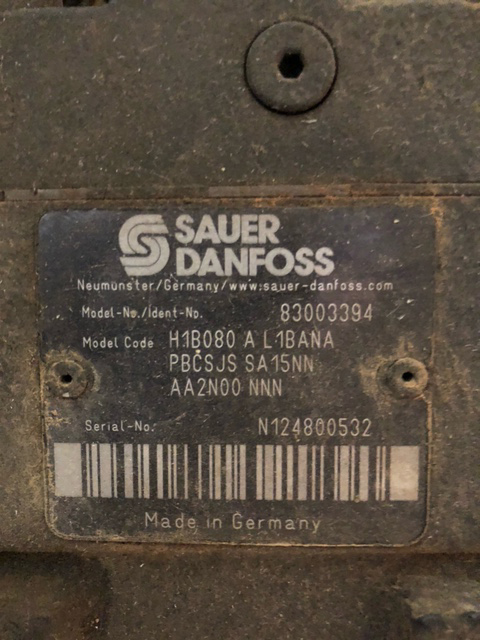 SAUER
DANFOSS
Neumünster/Germany/www.sauer-danfoss.com
Model-No./Ident-No. 83003394
Model Code H1B080 A L1BANA
PBCSJS SA15NN
AA2N00 NNN
Serial-No. N124800532
Made in Germany